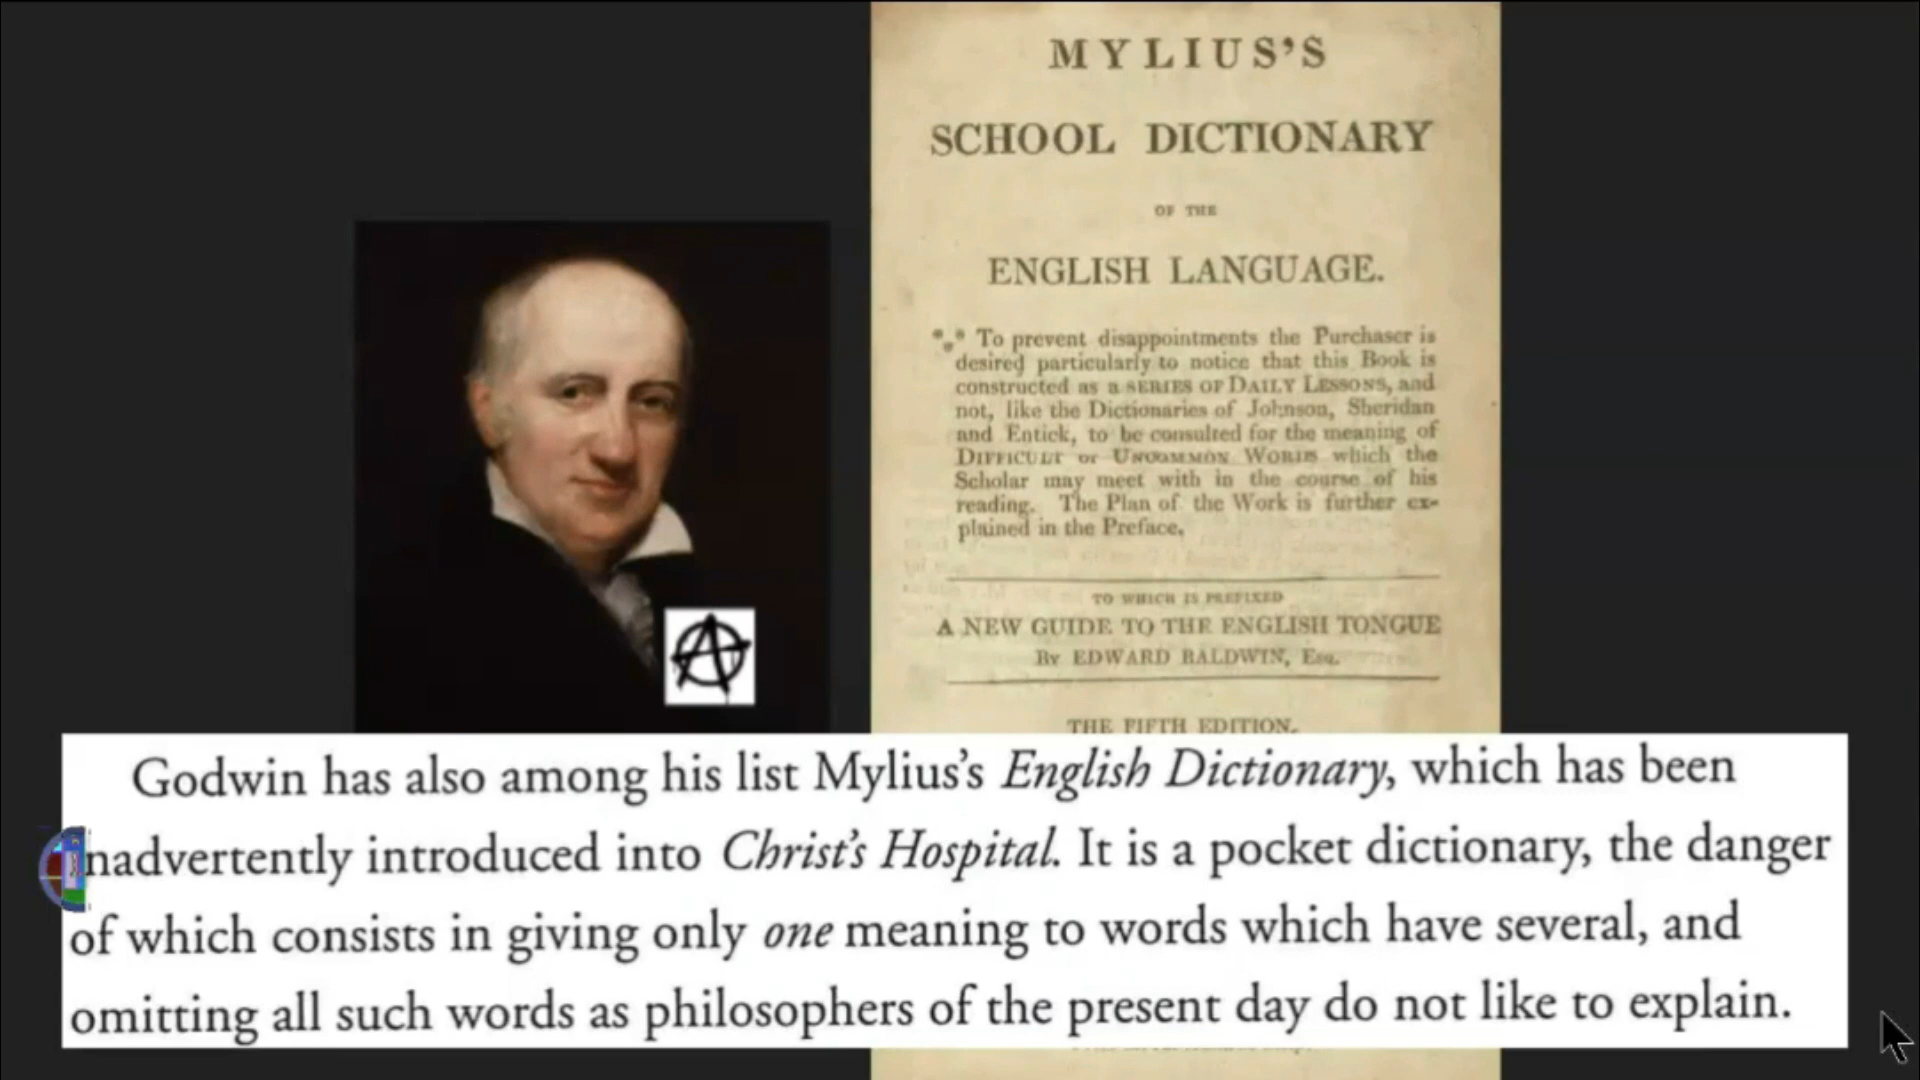 MYLIUS'S
SCHOOL DICTIONARY
OF THE
ENGLISH LANGUAGE.
⁂ To prevent disappointments the Purchaser is
desired particularly to notice that this Book is
constructed as a SERIES OF DAILY LESSONS, and
not, like the Dictionaries of Johnson, Sheridan
and Entick, to be consulted for the meaning of
DIFFICULT or UNCOMMON WORDS which the
Scholar may meet with in the course of his
reading. The Plan of the Work is further ex-
plained in the Preface.
TO WHICH IS PREFIXED
A NEW GUIDE TO THE ENGLISH TONGUE
By EDWARD BALDWIN, Esq.
THE FIFTH EDITION.
Godwin has also among his list Mylius's English Dictionary, which has been
inadvertently introduced into Christ's Hospital. It is a pocket dictionary, the danger
of which consists in giving only one meaning to words which have several, and
omitting all such words as philosophers of the present day do not like to explain.